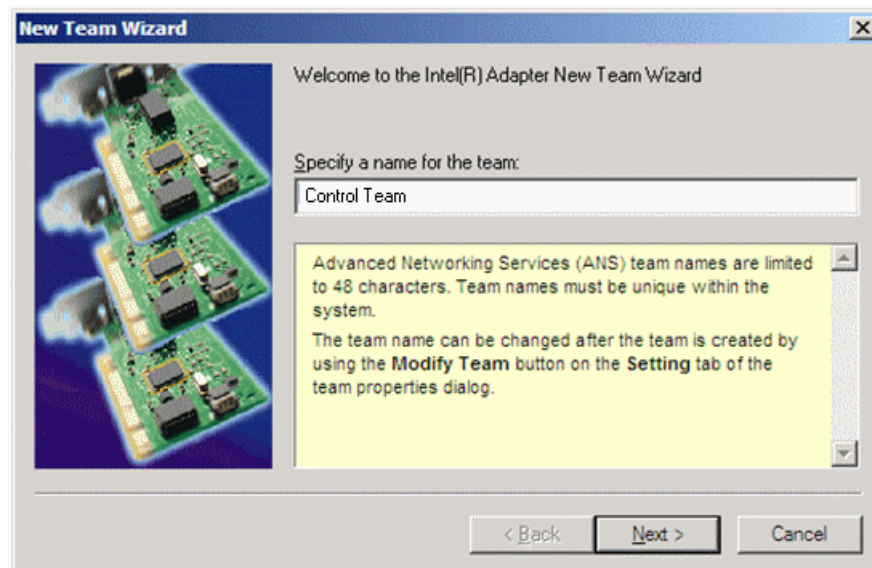 New Team Wizard
Welcome to the Intel(R) Adapter New Team Wizard
Specify a name for the team:
Control Team
Advanced Networking Services (ANS) team names are limited
to 48 characters. Team names must be unique within the
system.
The team name can be changed after the team is created by
using the Modify Team button on the Setting tab of the
team properties dialog.
< Back
Next >
Cancel